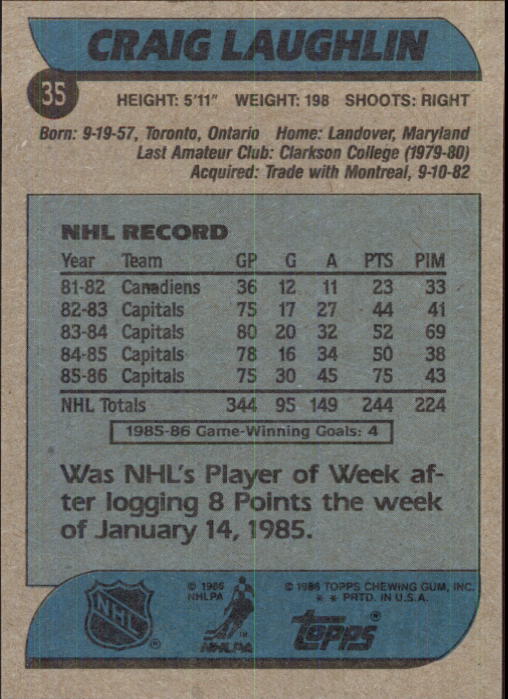 CRAIG LAUGHLIN
35
HEIGHT: 5'11" WEIGHT: 198 SHOOTS: RIGHT
Born: 9-19-57, Toronto, Ontario Home: Landover, Maryland
Last Amateur Club: Clarkson College (1979-80)
Acquired: Trade with Montreal, 9-10-82
NHL RECORD
Year Team GP G A PTS PIM
81-82 Canadiens 36 12 11 23 33
82-83 Capitals 75 17 27 44 41
83-84 Capitals 80 20 32 52 69
84-85 Capitals 78 16 34 50 38
85-86 Capitals 75 30 45 75 43
NHL Totals 344 95 149 244 224
1985-86 Game-Winning Goals: 4
Was NHL's Player of Week af-
ter logging 8 Points the week
of January 14, 1985.
NHL ®
© 1986
NHLPA
NHLPA
© 1986 TOPPS CHEWING GUM, INC.
* * PRTD. IN U.S.A.
topps®